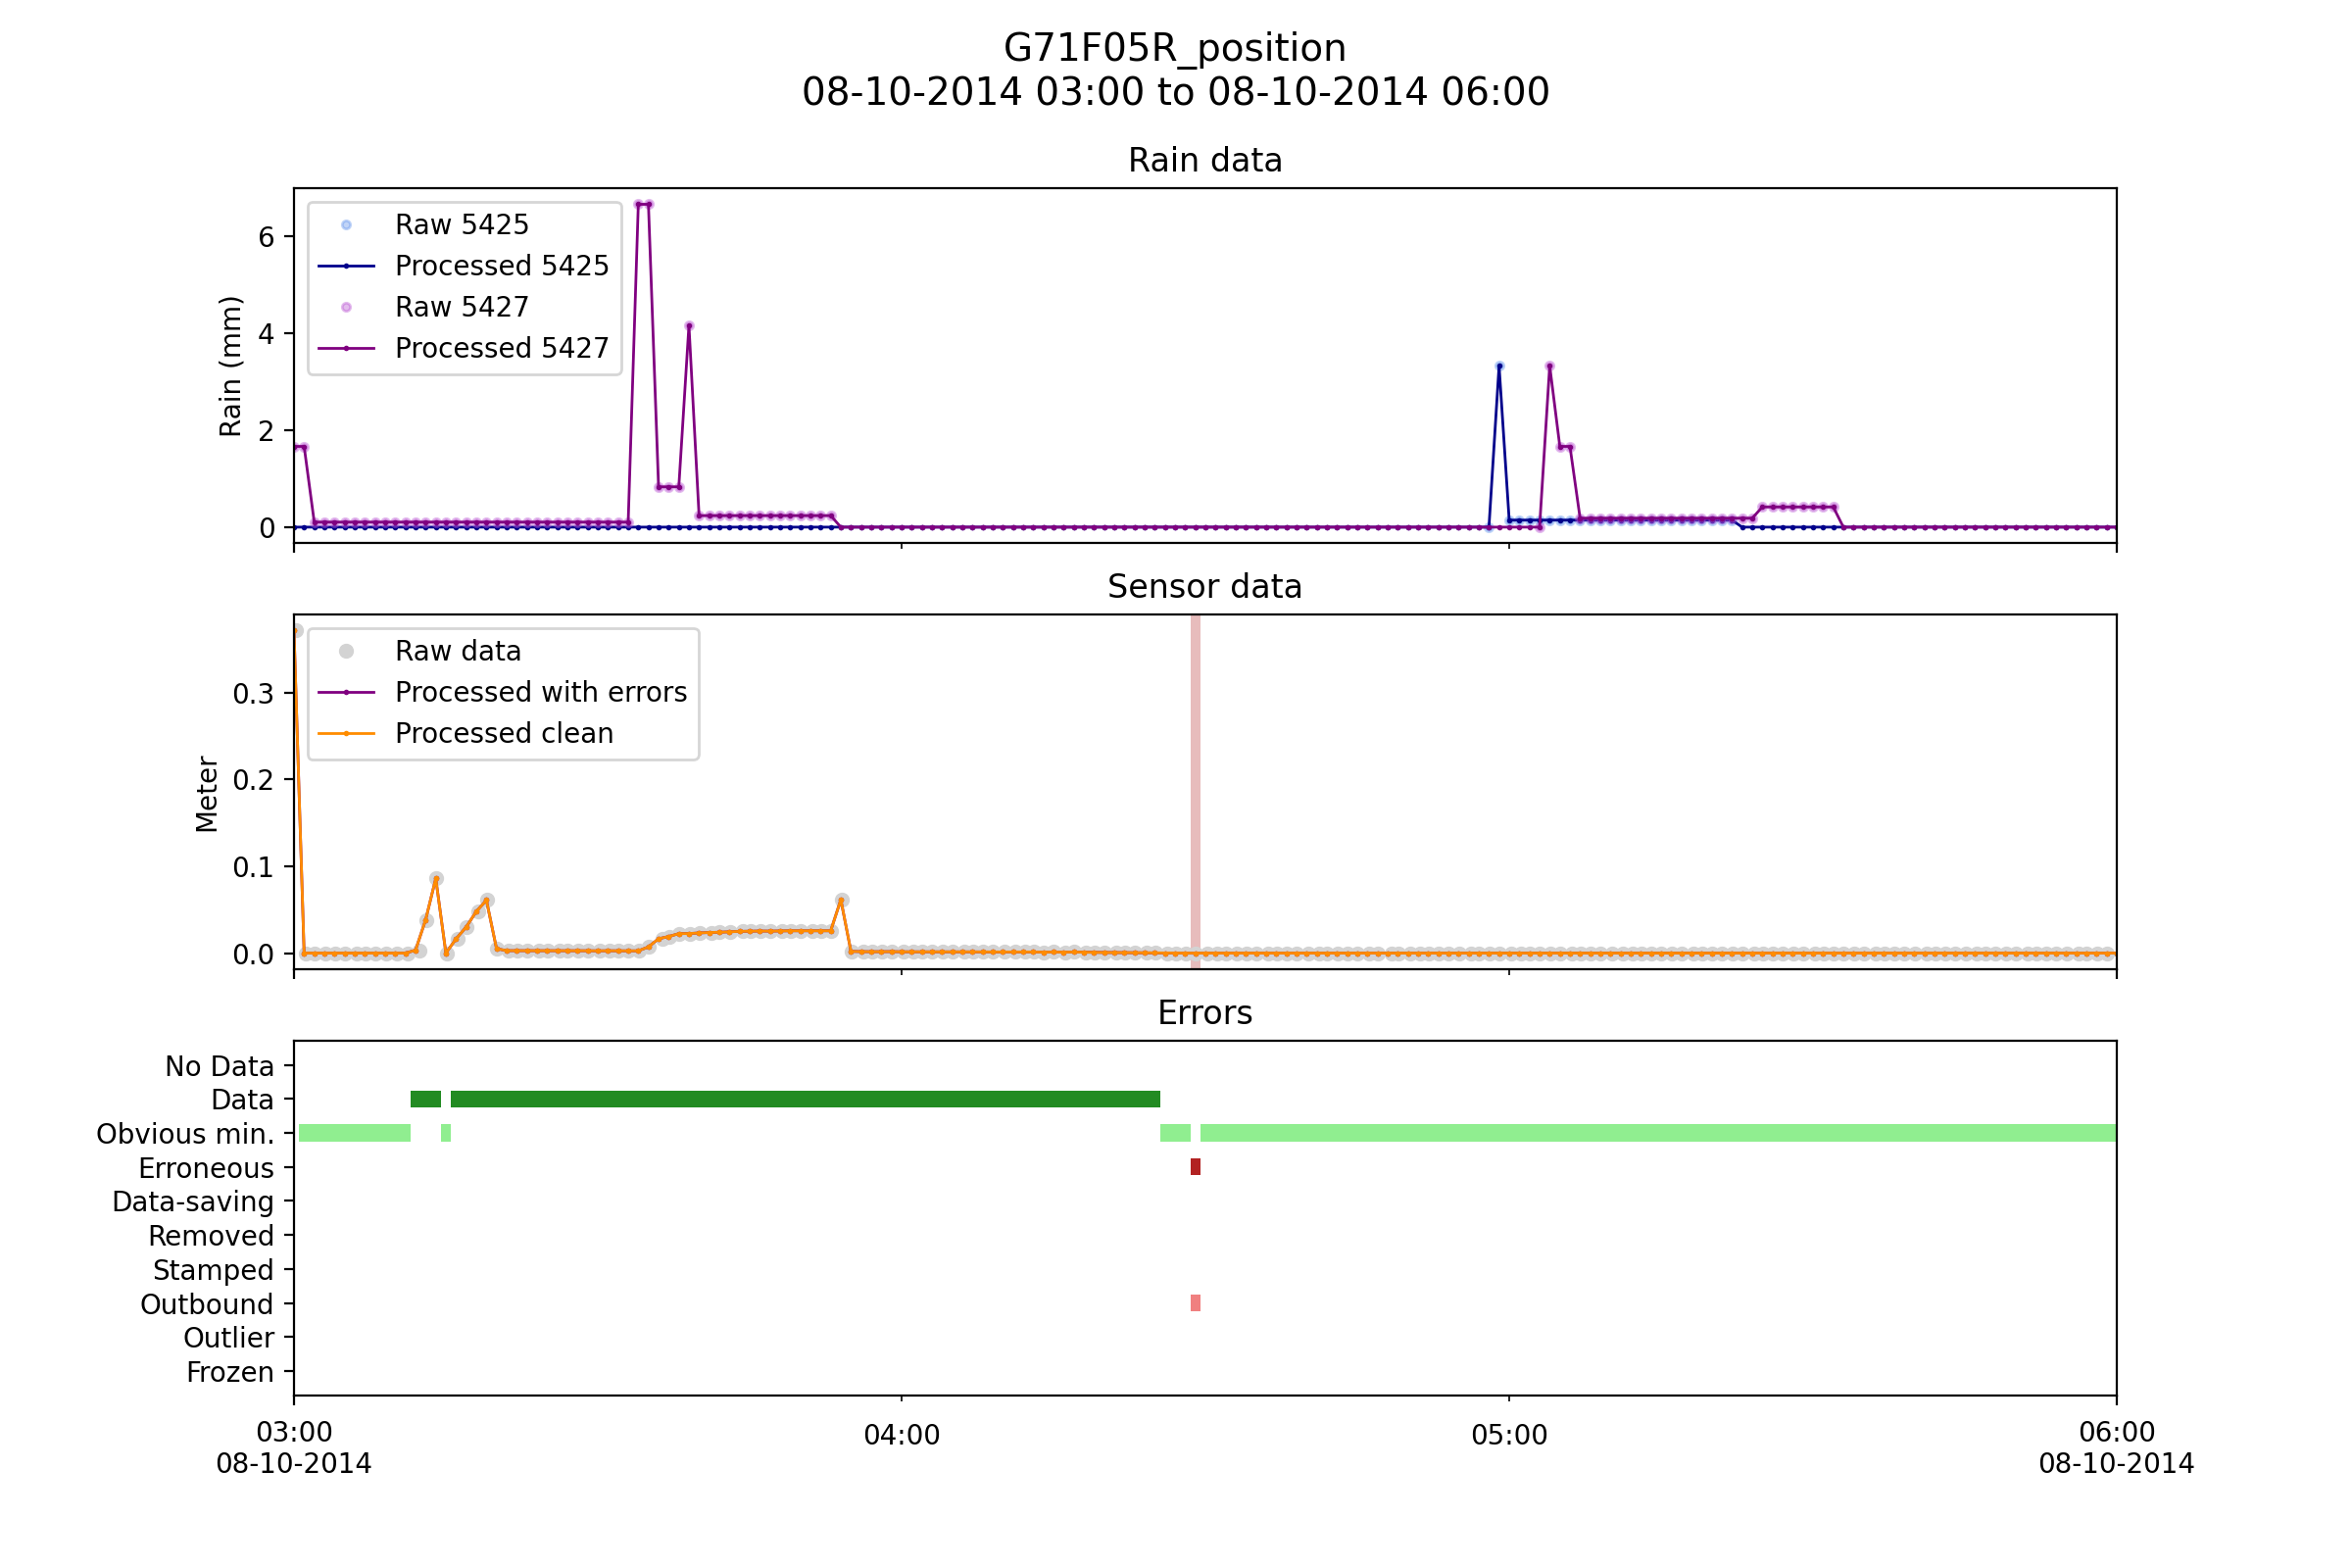 G71F05R_position
08-10-2014 03:00 to 08-10-2014 06:00
Rain data
Rain (mm)
6
4
2
0
Raw 5425
Processed 5425
Raw 5427
Processed 5427
Sensor data
Meter
0.3
0.2
0.1
0.0
Raw data
Processed with errors
Processed clean
Errors
No Data
Data
Obvious min.
Erroneous
Data-saving
Removed
Stamped
Outbound
Outlier
Frozen
03:00
08-10-2014
04:00
05:00
06:00
08-10-2014